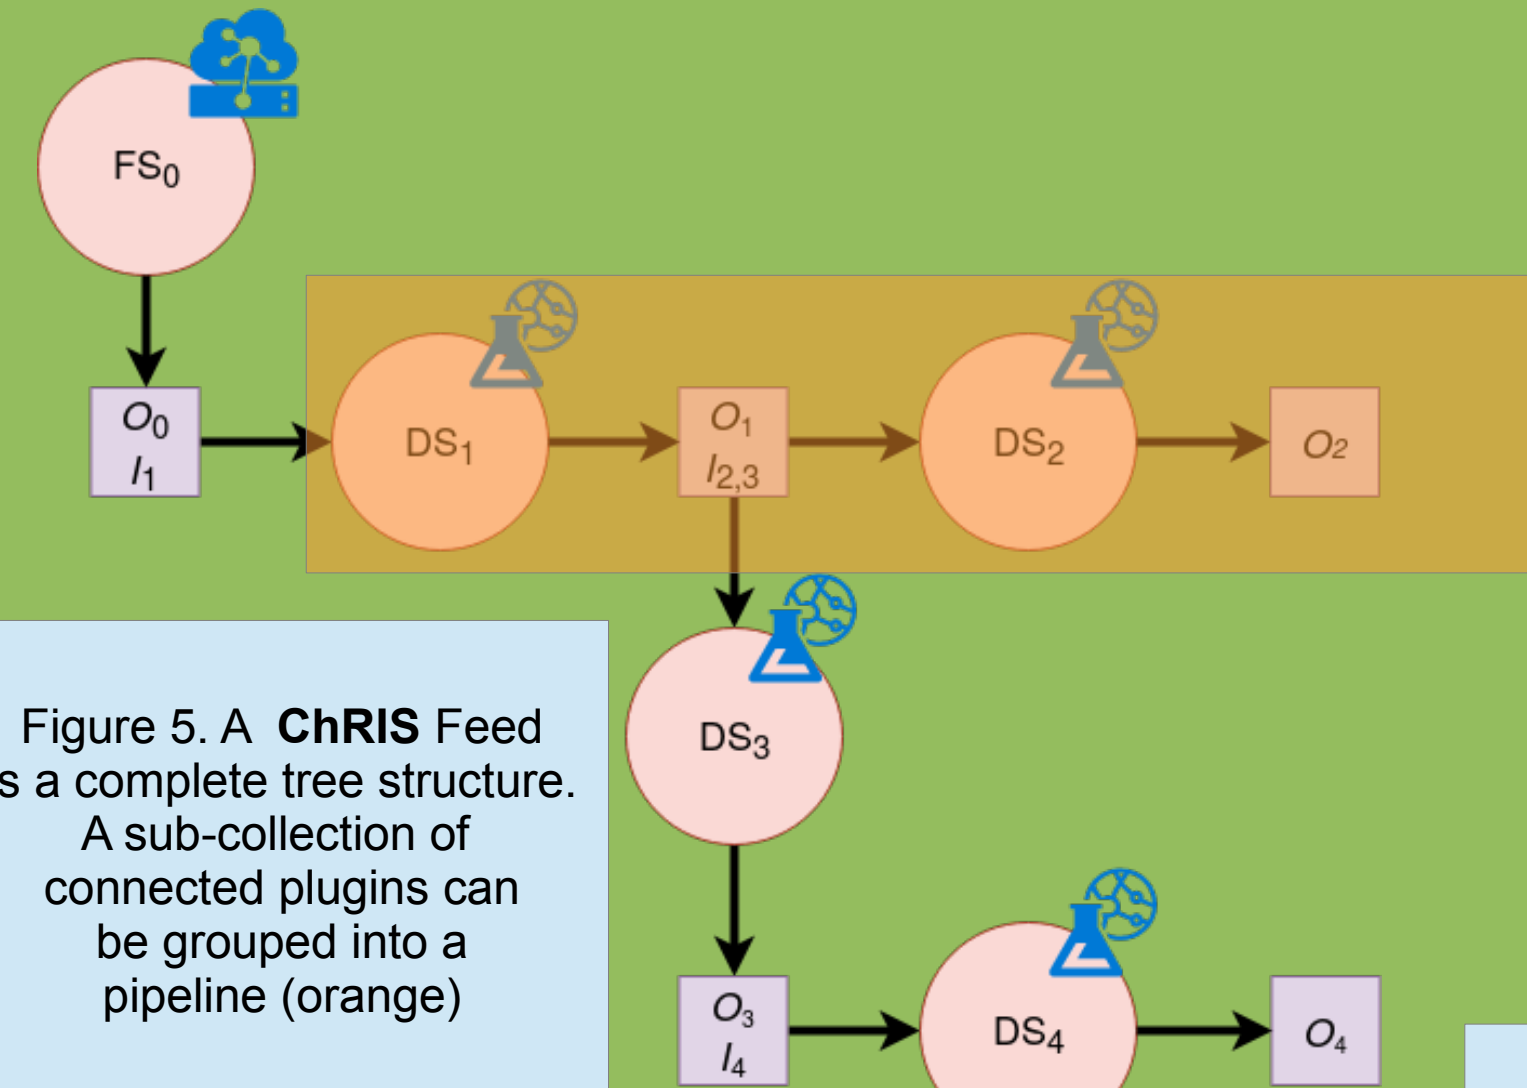 FS₀
O₀
I₁
DS₁
O₁
I₂,₃
DS₂
O₂
DS₃
Figure 5. A ChRIS Feed
s a complete tree structure.
A sub-collection of
connected plugins can
be grouped into a
pipeline (orange)
O₃
I₄
DS₄
O₄